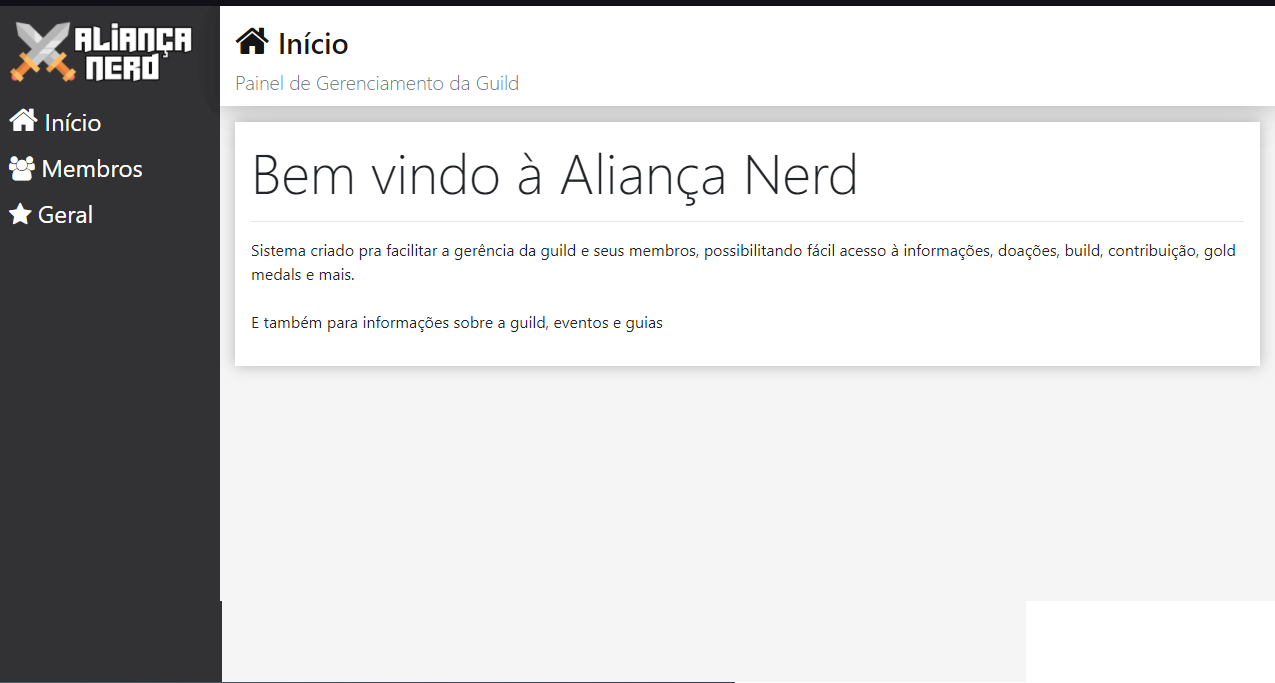 ALIANÇA
NERD
Início
Membros
Geral
Início
Painel de Gerenciamento da Guild
Bem vindo à Aliança Nerd
Sistema criado pra facilitar a gerência da guild e seus membros, possibilitando fácil acesso à informações, doações, build, contribuição, gold
medals e mais.
E também para informações sobre a guild, eventos e guias